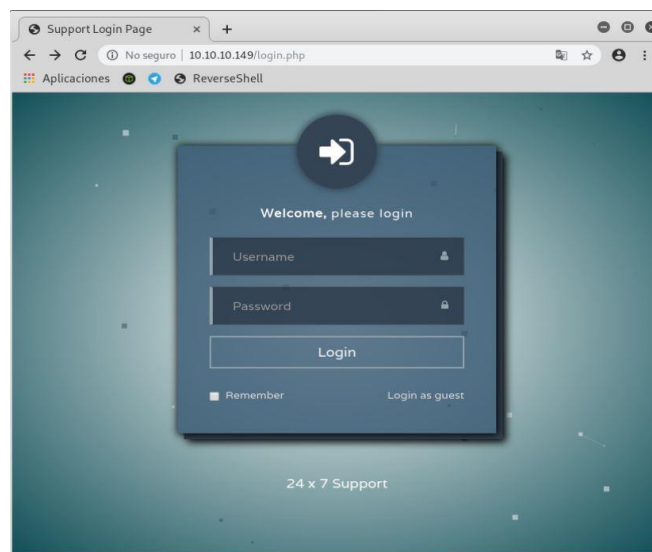 Support Login Page
No seguro | 10.10.10.149/login.php
Aplicaciones
ReverseShell
Welcome, please login
Username
Password
Login
Remember
Login as guest
24 x 7 Support